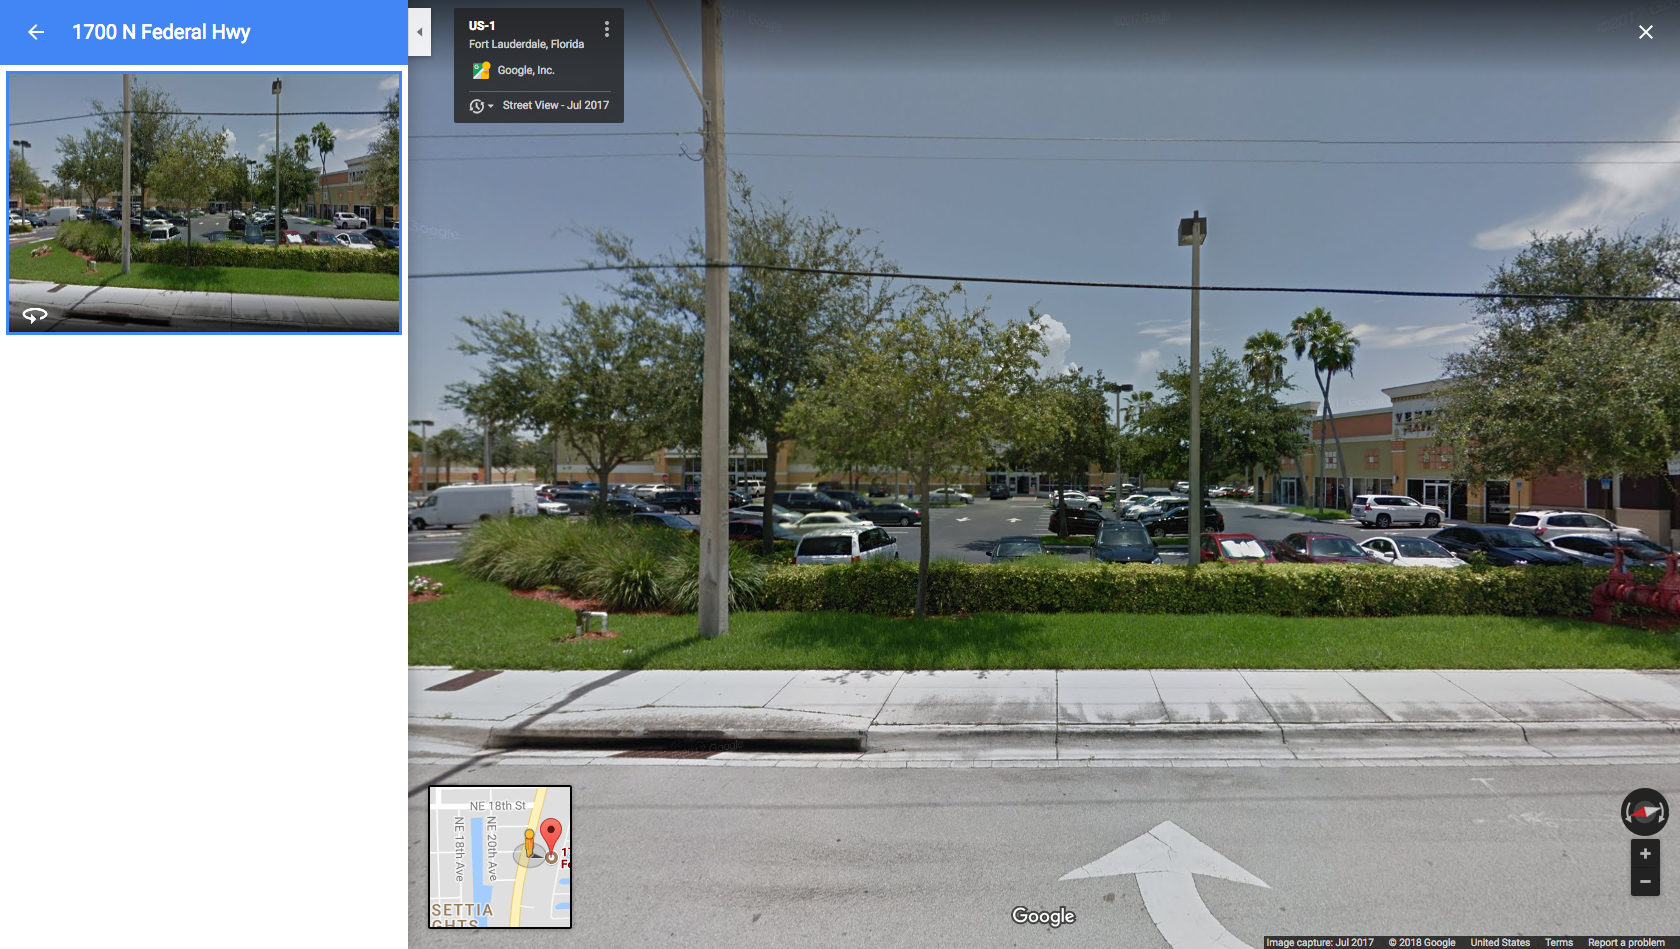 1700 N Federal Hwy
US-1
Fort Lauderdale, Florida
Google, Inc.
Street View - Jul 2017
NE 18th St
NE 18th Ave
NE 20th Ave
SETTIA
GHTS
Google
Image capture: Jul 2017 © 2018 Google United States Terms Report a problem